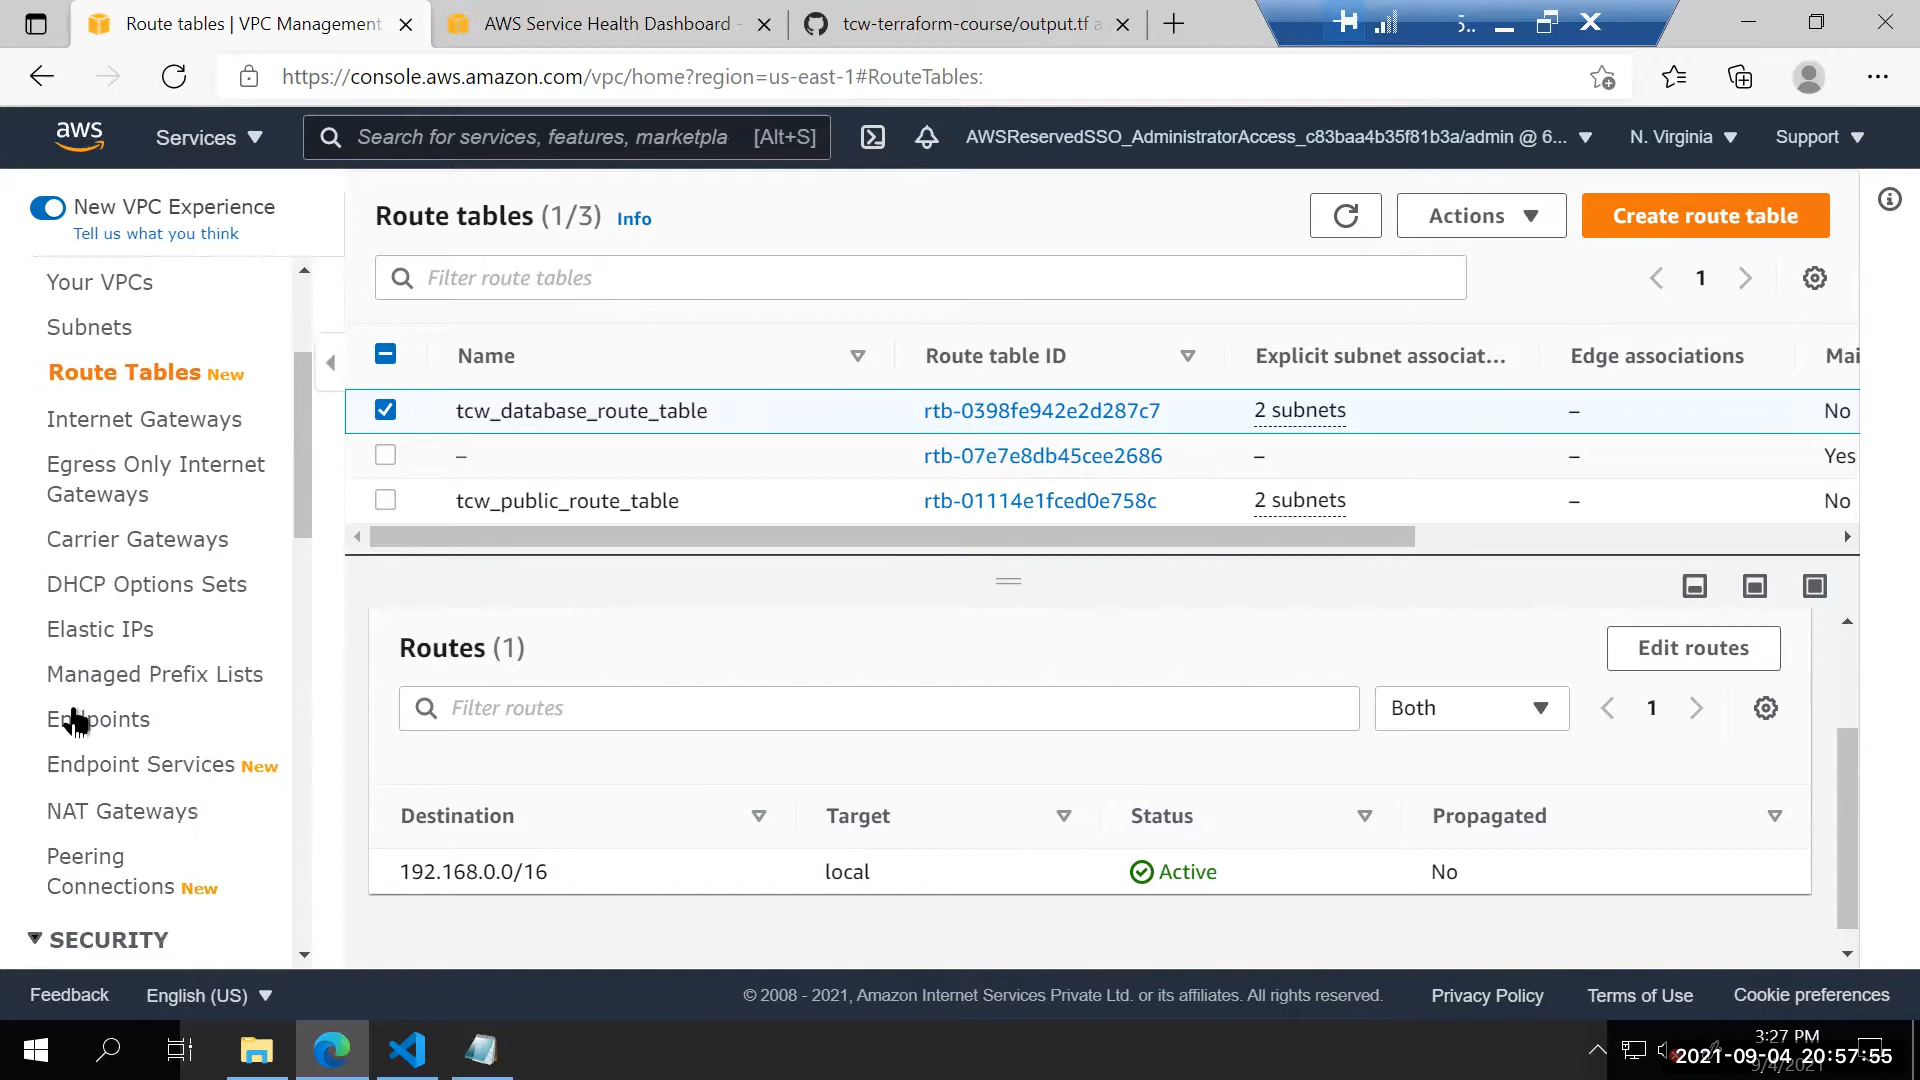 Route tables | VPC Management
AWS Service Health Dashboard -
tcw-terraform-course/output.tf a
5..
https://console.aws.amazon.com/vpc/home?region=us-east-1#RouteTables:
aws
Services
Search for services, features, marketpla
[Alt+S]
AWSReservedSSO_AdministratorAccess_c83baa4b35f81b3a/admin @ 6...
N. Virginia
Support
New VPC Experience
Tell us what you think
Your VPCs
Subnets
Route Tables New
Internet Gateways
Egress Only Internet
Gateways
Carrier Gateways
DHCP Options Sets
Elastic IPs
Managed Prefix Lists
Endpoints
Endpoint Services New
NAT Gateways
Peering
Connections New
SECURITY
Route tables (1/3) Info
Actions
Create route table
Filter route tables
1
Name Route table ID Explicit subnet associat... Edge associations Mai
tcw_database_route_table rtb-0398fe942e2d287c7 2 subnets – No
– rtb-07e7e8db45cee2686 – – Yes
tcw_public_route_table rtb-01114e1fced0e758c 2 subnets – No
Routes (1)
Edit routes
Filter routes
Both
1
Destination Target Status Propagated
192.168.0.0/16 local Active No
Feedback English (US)
© 2008 - 2021, Amazon Internet Services Private Ltd. or its affiliates. All rights reserved.
Privacy Policy Terms of Use Cookie preferences
3:27 PM
9/4/2021
2021-09-04 20:57:55